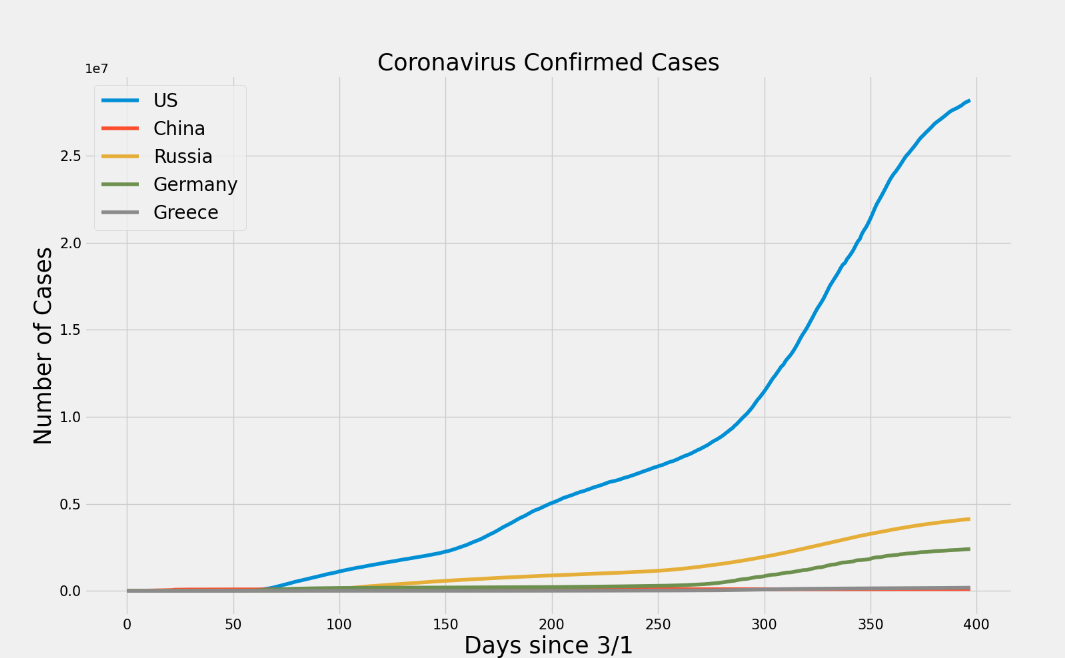 Coronavirus Confirmed Cases
1e7
US
China
Russia
Germany
Greece
2.5
2.0
1.5
1.0
0.5
0.0
Number of Cases
0 50 100 150 200 250 300 350 400
Days since 3/1